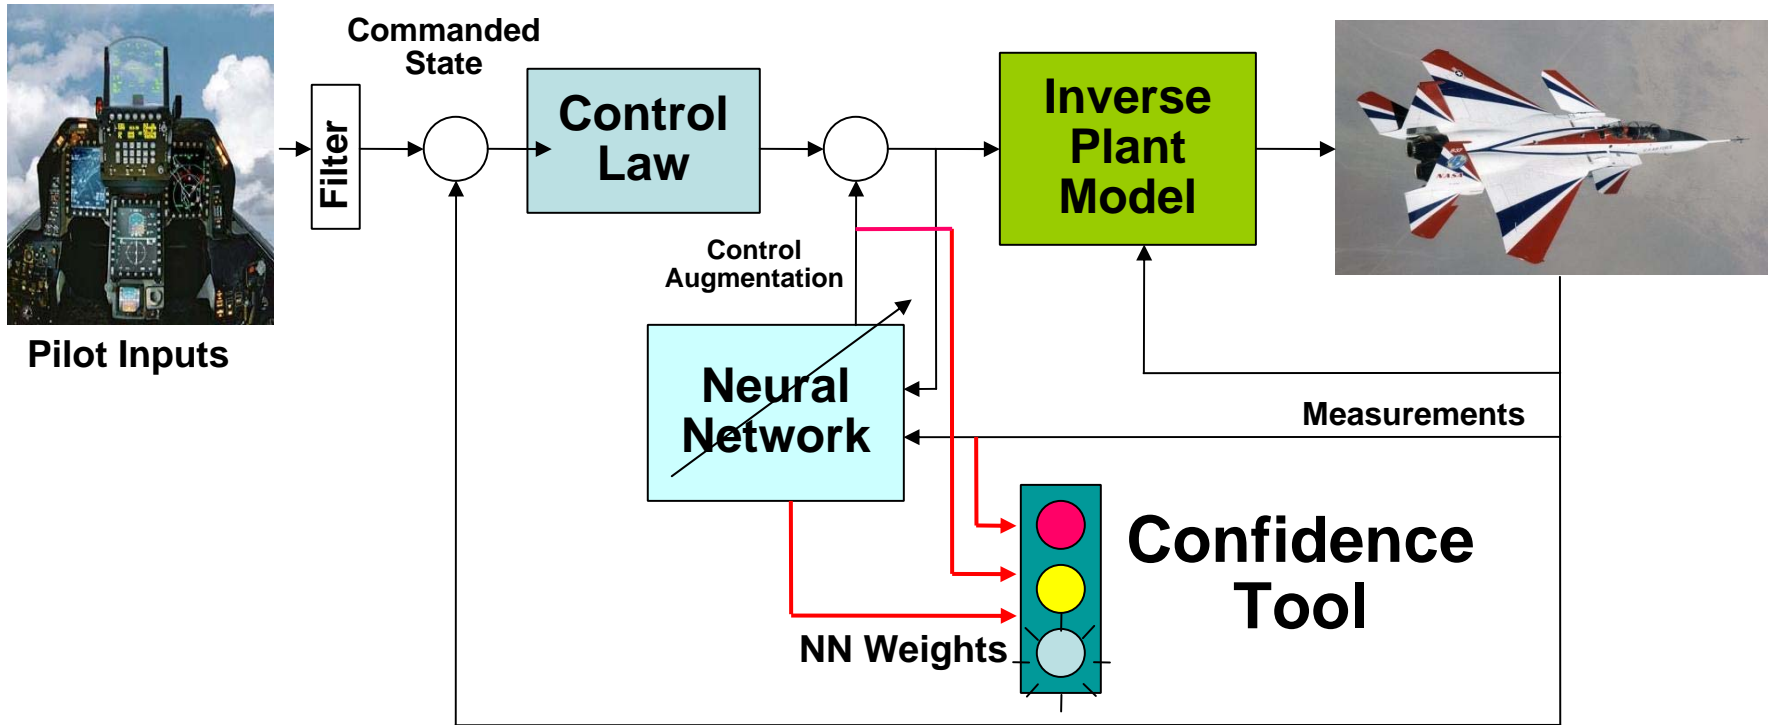 Commanded
State
Filter
Control
Law
Inverse
Plant
Model
NASA
Pilot Inputs
Control
Augmentation
Neural
Network
Measurements
Confidence
Tool
NN Weights